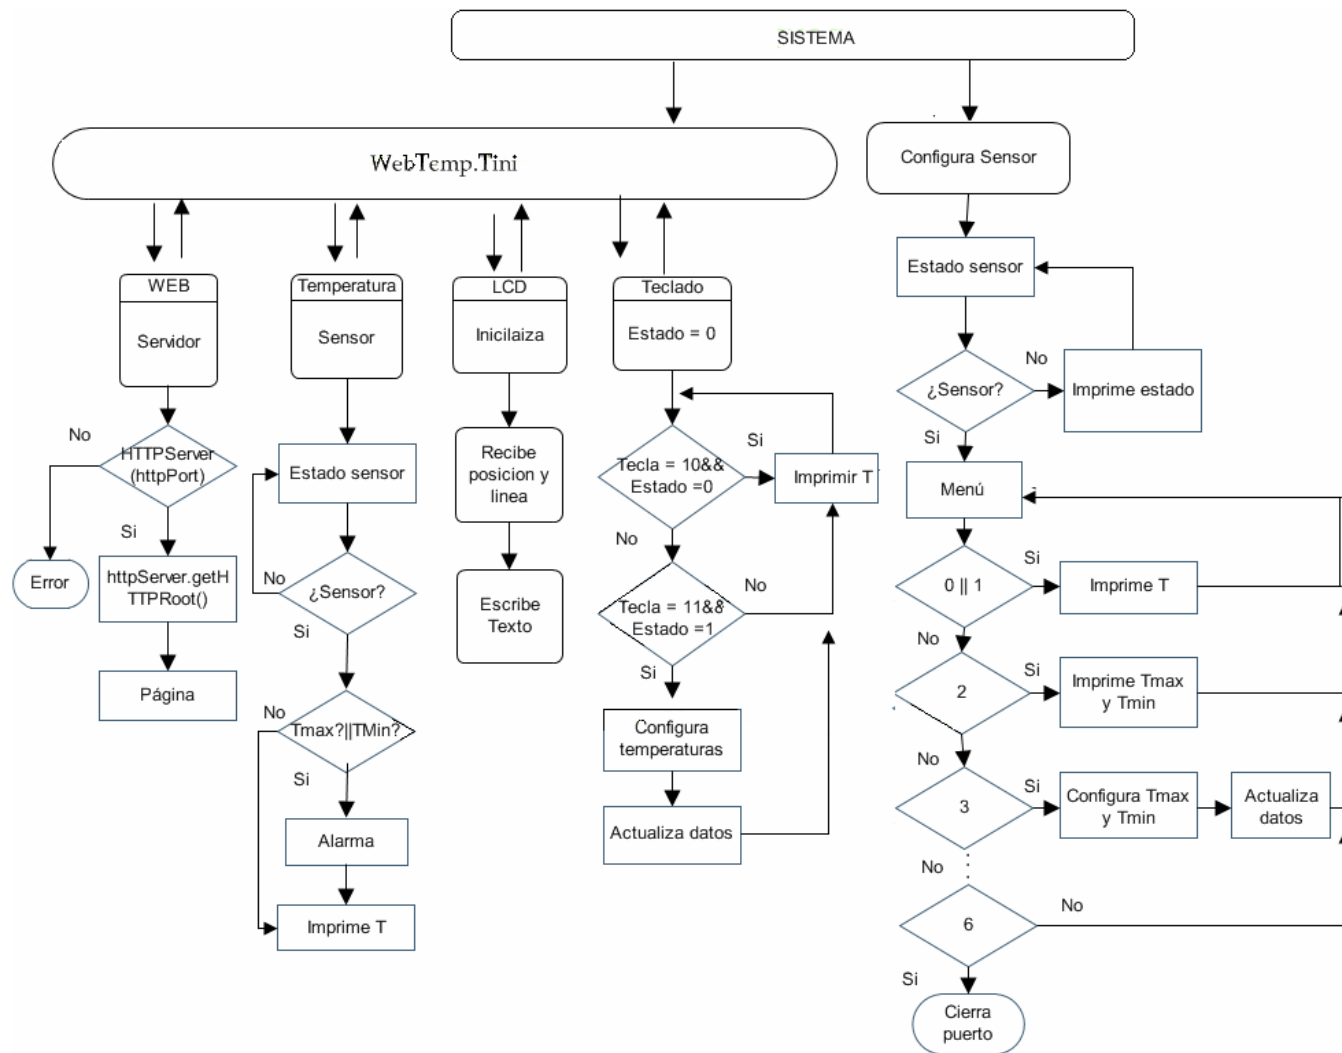 SISTEMA
WebTemp.Tini
Configura Sensor
WEB
Servidor
No
HTTPServer
(httpPort)
Si
Error
httpServer.getH
TTPRoot()
Página
Temperatura
Sensor
Estado sensor
No
¿Sensor?
Si
No
Tmax?||TMin?
Si
Alarma
Imprime T
LCD
Inicilaiza
Recibe
posicion y
linea
Escribe
Texto
Teclado
Estado = 0
Si
Tecla = 10&&
Estado =0
Imprimir T
No
No
Tecla = 11&&
Estado =1
Si
Configura
temperaturas
Actualiza datos
Estado sensor
No
¿Sensor?
Imprime estado
Si
Menú
Si
0 || 1
Imprime T
No
Si
2
Imprime Tmax
y Tmin
No
Si
3
Configura Tmax
y Tmin
Actualiza
datos
No
No
6
Si
Cierra
puerto